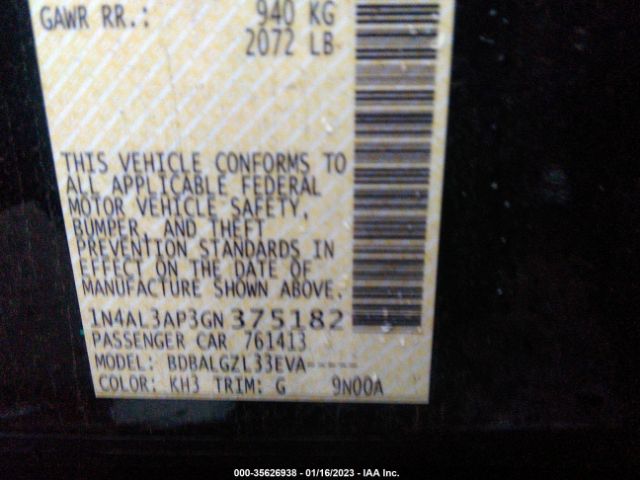 GAWR RR.: 940 KG
2072 LB
THIS VEHICLE CONFORMS TO
ALL APPLICABLE FEDERAL
MOTOR VEHICLE SAFETY,
BUMPER, AND THEFT
PREVENTION STANDARDS IN
EFFECT ON THE DATE OF
MANUFACTURE SHOWN ABOVE.
1N4AL3AP3GN375182
PASSENGER CAR 761413
MODEL: BDBALGZL33EVA-----
COLOR: KH3 TRIM: G 9N00A
000-35626938 - 01/16/2023 - IAA Inc.